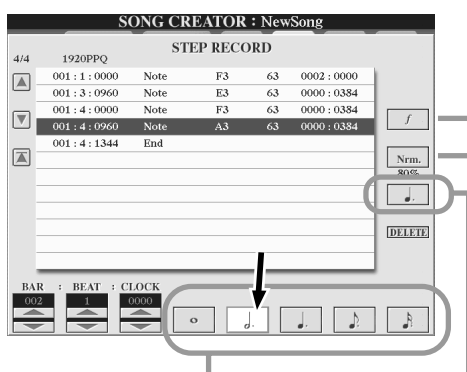 SONG CREATOR : NewSong
STEP RECORD
4/4 1920PPQ
001 : 1 : 0000 Note F3 63 0002 : 0000
001 : 3 : 0960 Note E3 63 0000 : 0384
001 : 4 : 0000 Note F3 63 0000 : 0384
001 : 4 : 0960 Note A3 63 0000 : 0384
001 : 4 : 1344 End
f
Nrm.
80%
DELETE
BAR : BEAT : CLOCK
002 1 0000